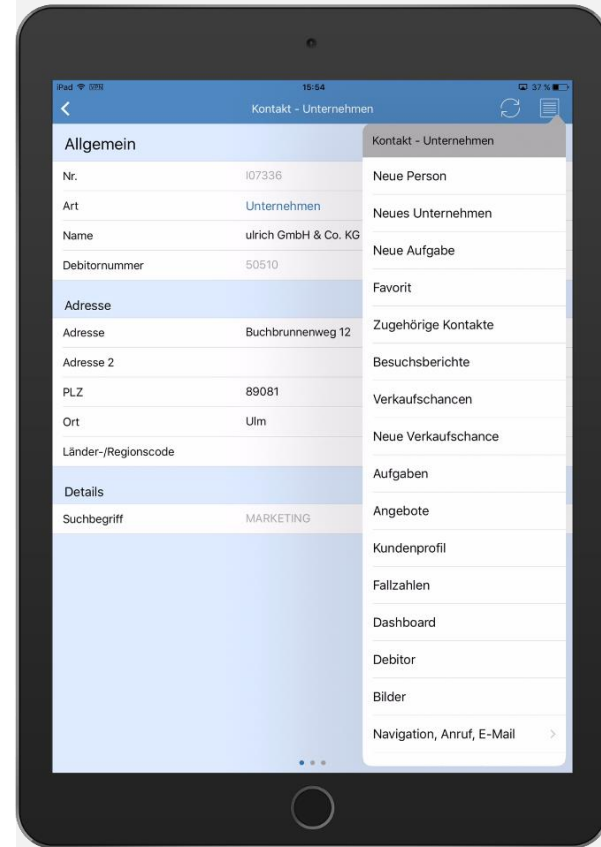 iPad VPN 15:54 37 %
Kontakt - Unternehmen
Allgemein
Nr. I07336
Art Unternehmen
Name ulrich GmbH & Co. KG
Debitornummer 50510
Adresse
Adresse Buchbrunnenweg 12
Adresse 2
PLZ 89081
Ort Ulm
Länder-/Regionscode
Details
Suchbegriff MARKETING
Kontakt - Unternehmen
Neue Person
Neues Unternehmen
Neue Aufgabe
Favorit
Zugehörige Kontakte
Besuchsberichte
Verkaufschancen
Neue Verkaufschance
Aufgaben
Angebote
Kundenprofil
Fallzahlen
Dashboard
Debitor
Bilder
Navigation, Anruf, E-Mail